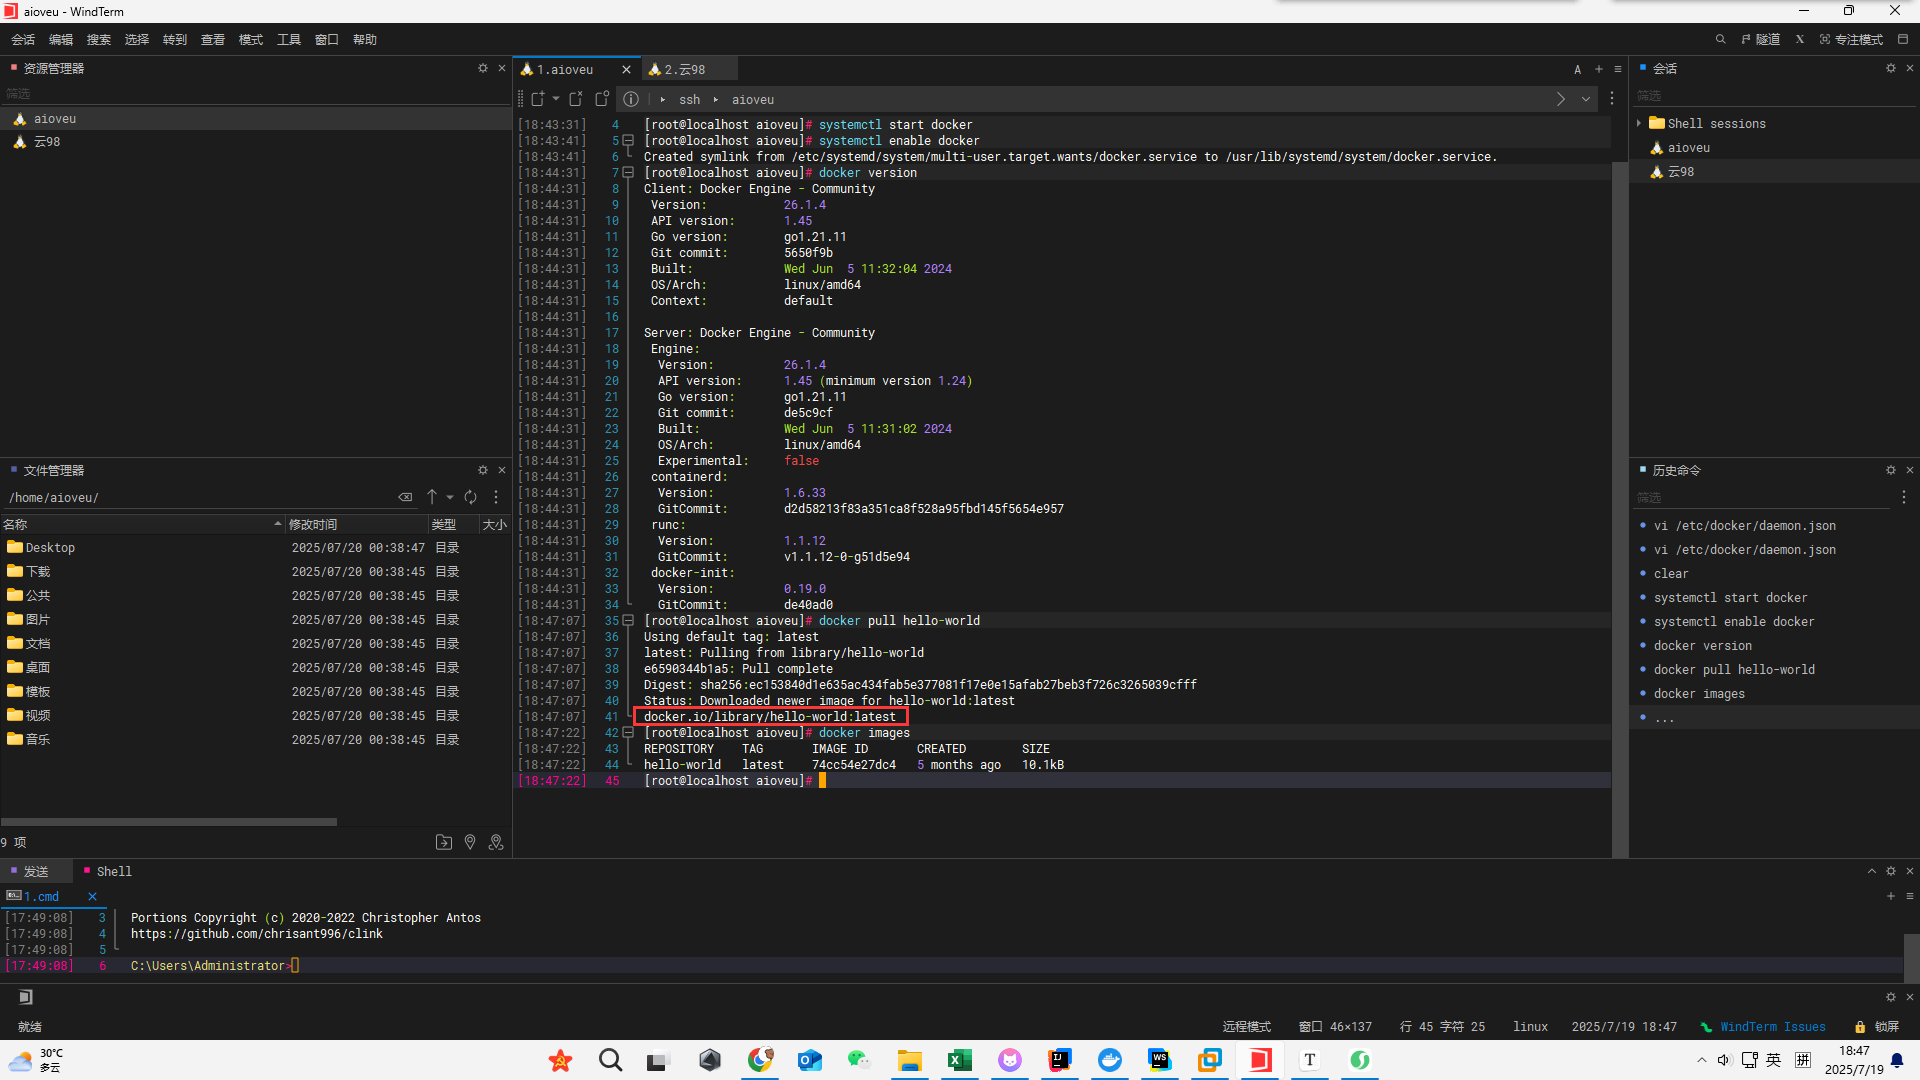 aioveu - WindTerm
会话 编辑 搜索 选择 转到 查看 模式 工具 窗口 帮助
隧道 X 专注模式
资源管理器
筛选
aioveu
云98
文件管理器
/home/aioveu/
名称 修改时间 类型 大小
Desktop 2025/07/20 00:38:47 目录
下载 2025/07/20 00:38:45 目录
公共 2025/07/20 00:38:45 目录
图片 2025/07/20 00:38:45 目录
文档 2025/07/20 00:38:45 目录
桌面 2025/07/20 00:38:45 目录
模板 2025/07/20 00:38:45 目录
视频 2025/07/20 00:38:45 目录
音乐 2025/07/20 00:38:45 目录
9 项
1.aioveu 2.云98 A
ssh aioveu
[18:43:31] 4 [root@localhost aioveu]# systemctl start docker
[18:43:41] 5 [root@localhost aioveu]# systemctl enable docker
[18:43:41] 6 Created symlink from /etc/systemd/system/multi-user.target.wants/docker.service to /usr/lib/systemd/system/docker.service.
[18:44:31] 7 [root@localhost aioveu]# docker version
[18:44:31] 8 Client: Docker Engine - Community
[18:44:31] 9 Version: 26.1.4
[18:44:31] 10 API version: 1.45
[18:44:31] 11 Go version: go1.21.11
[18:44:31] 12 Git commit: 5650f9b
[18:44:31] 13 Built: Wed Jun 5 11:32:04 2024
[18:44:31] 14 OS/Arch: linux/amd64
[18:44:31] 15 Context: default
[18:44:31] 16
[18:44:31] 17 Server: Docker Engine - Community
[18:44:31] 18 Engine:
[18:44:31] 19 Version: 26.1.4
[18:44:31] 20 API version: 1.45 (minimum version 1.24)
[18:44:31] 21 Go version: go1.21.11
[18:44:31] 22 Git commit: de5c9cf
[18:44:31] 23 Built: Wed Jun 5 11:31:02 2024
[18:44:31] 24 OS/Arch: linux/amd64
[18:44:31] 25 Experimental: false
[18:44:31] 26 containerd:
[18:44:31] 27 Version: 1.6.33
[18:44:31] 28 GitCommit: d2d58213f83a351ca8f528a95fbd145f5654e957
[18:44:31] 29 runc:
[18:44:31] 30 Version: 1.1.12
[18:44:31] 31 GitCommit: v1.1.12-0-g51d5e94
[18:44:31] 32 docker-init:
[18:44:31] 33 Version: 0.19.0
[18:44:31] 34 GitCommit: de40ad0
[18:47:07] 35 [root@localhost aioveu]# docker pull hello-world
[18:47:07] 36 Using default tag: latest
[18:47:07] 37 latest: Pulling from library/hello-world
[18:47:07] 38 e6590344b1a5: Pull complete
[18:47:07] 39 Digest: sha256:ec153840d1e635ac434fab5e377081f17e0e15afab27beb3f726c3265039cfff
[18:47:07] 40 Status: Downloaded newer image for hello-world:latest
[18:47:07] 41 docker.io/library/hello-world:latest
[18:47:22] 42 [root@localhost aioveu]# docker images
[18:47:22] 43 REPOSITORY TAG IMAGE ID CREATED SIZE
[18:47:22] 44 hello-world latest 74cc54e27dc4 5 months ago 10.1kB
[18:47:22] 45 [root@localhost aioveu]#
会话
筛选
Shell sessions
aioveu
云98
历史命令
筛选
vi /etc/docker/daemon.json
vi /etc/docker/daemon.json
clear
systemctl start docker
systemctl enable docker
docker version
docker pull hello-world
docker images
...
发送 Shell
1.cmd
[17:49:08] 3 Portions Copyright (c) 2020-2022 Christopher Antos
[17:49:08] 4 https://github.com/chrisant996/clink
[17:49:08] 5
[17:49:08] 6 C:\Users\Administrator>
就绪 远程模式 窗口 46×137 行 45 字符 25 linux 2025/7/19 18:47 WindTerm Issues 锁屏
30°C
多云
英 拼
18:47
2025/7/19